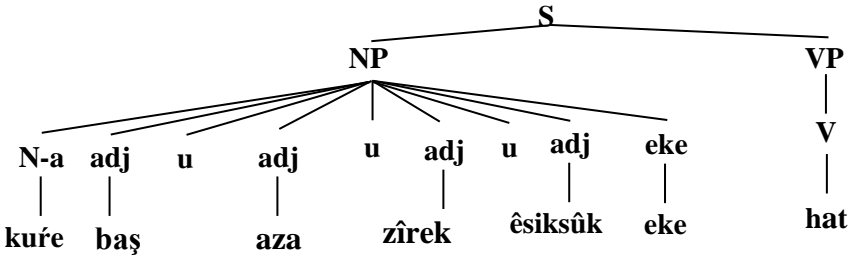 S
NP VP
N-a adj u adj u adj u adj eke V
kuŕe baş aza zîrek êsiksûk eke hat